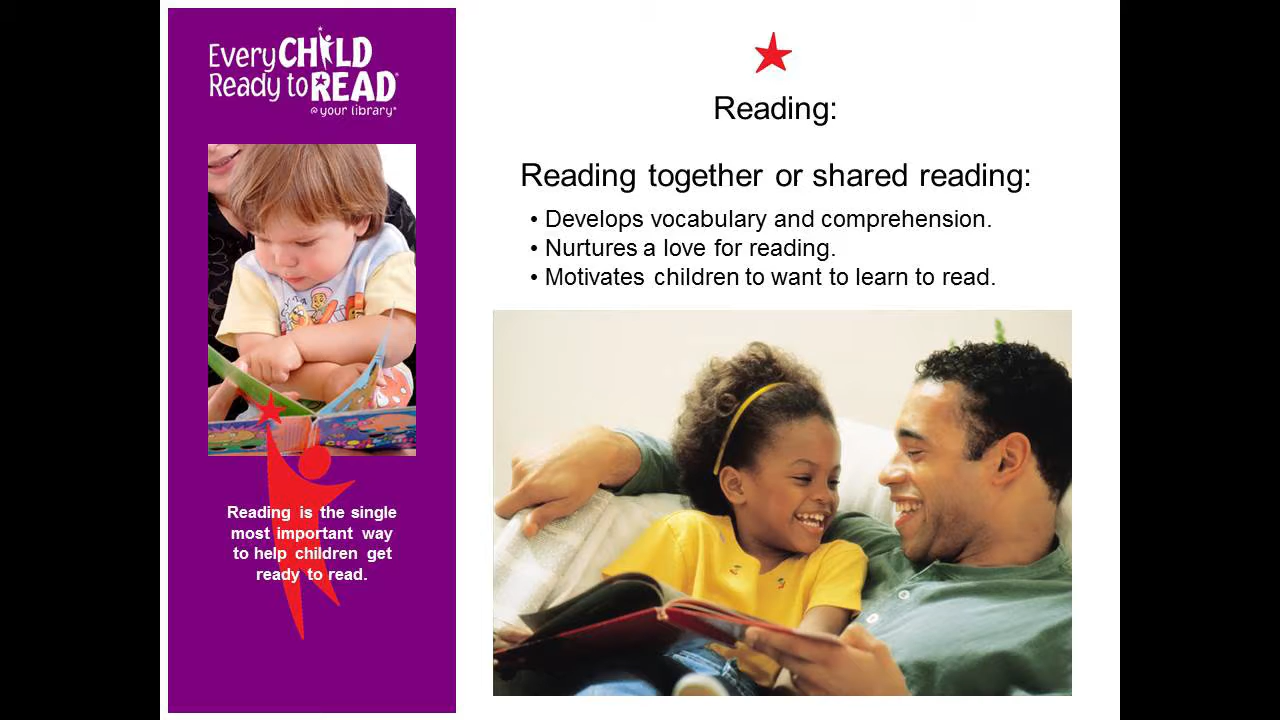 Every CHILD
Ready to READ®
@ your library®
Reading is the single
most important way
to help children get
ready to read.
Reading:
Reading together or shared reading:
• Develops vocabulary and comprehension.
• Nurtures a love for reading.
• Motivates children to want to learn to read.